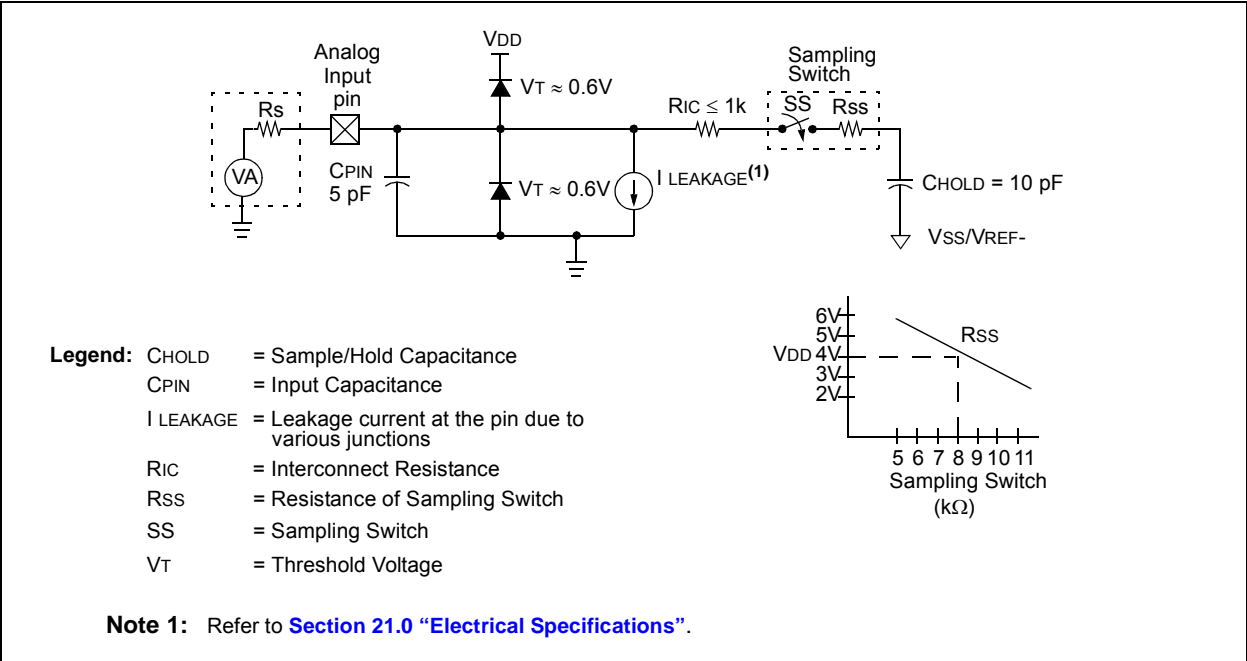 VDD
Analog
Input
pin
VT ≈ 0.6V
Sampling
Switch
Rs
RIC ≤ 1k
SS
Rss
VA
CPIN
5 pF
VT ≈ 0.6V
I LEAKAGE(1)
CHOLD = 10 pF
VSS/VREF-
6V
5V
VDD 4V
3V
2V
RSS
5 6 7 8 9 10 11
Sampling Switch
(kΩ)
Legend: CHOLD = Sample/Hold Capacitance
CPIN = Input Capacitance
I LEAKAGE = Leakage current at the pin due to
various junctions
RIC = Interconnect Resistance
RSS = Resistance of Sampling Switch
SS = Sampling Switch
VT = Threshold Voltage
Note 1: Refer to Section 21.0 “Electrical Specifications”.